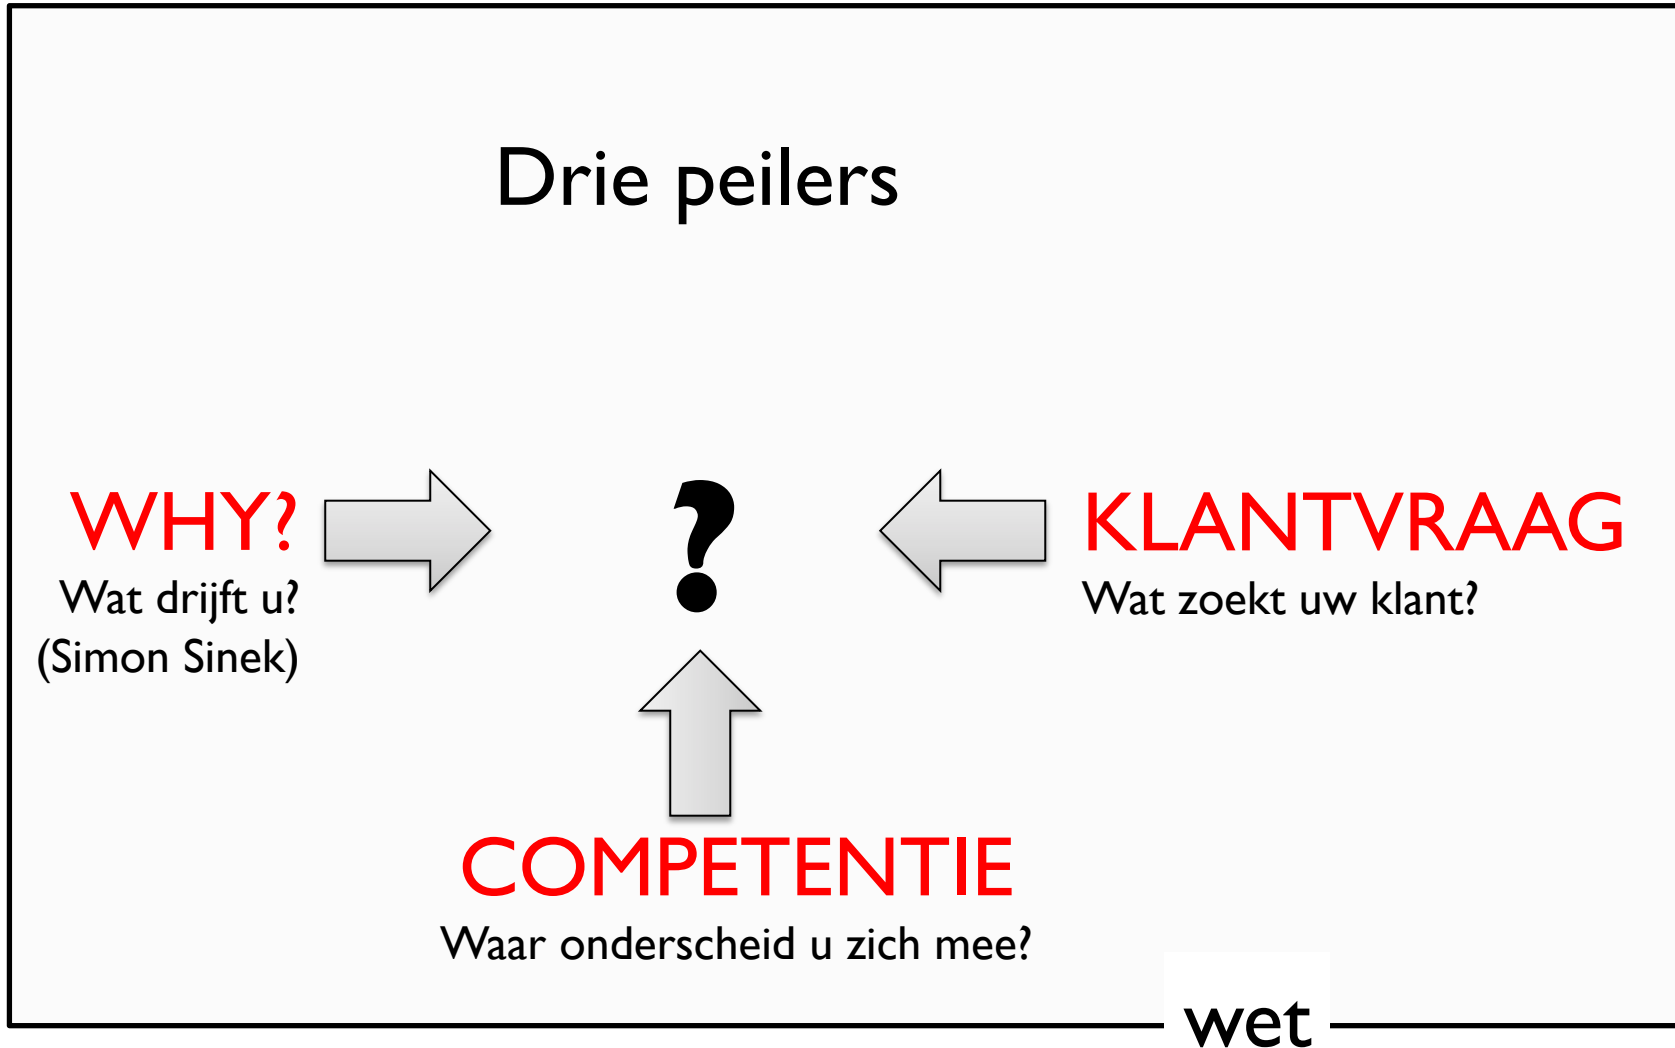 Drie peilers
WHY?
Wat drijft u?
(Simon Sinek)
?
KLANTVRAAG
Wat zoekt uw klant?
COMPETENTIE
Waar onderscheid u zich mee?
wet